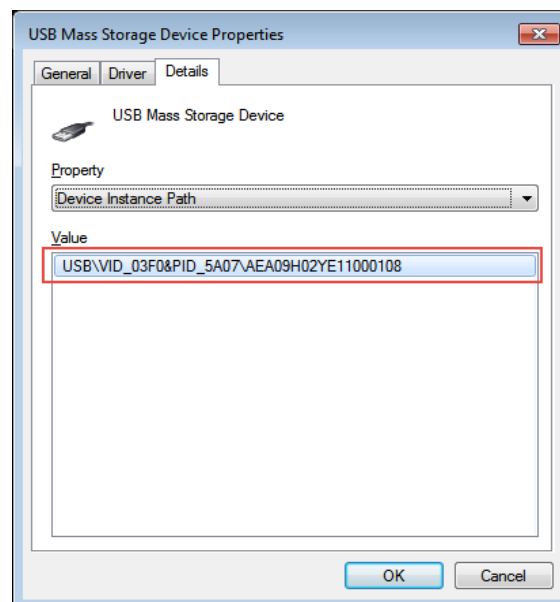 USB Mass Storage Device Properties
General Driver Details
USB Mass Storage Device
Property
Device Instance Path
Value
USB\VID_03F0&PID_5A07\AEA09H02YE11000108
OK Cancel